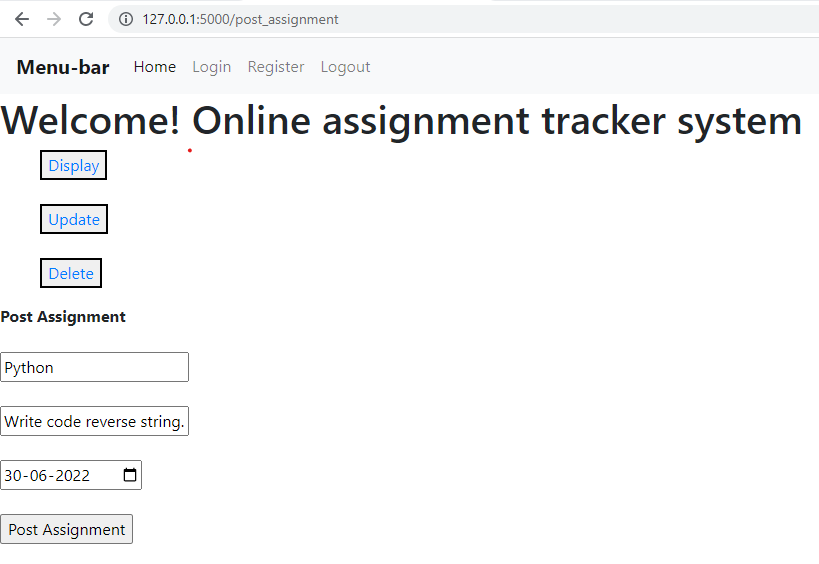 127.0.0.1:5000/post_assignment
Menu-bar Home Login Register Logout
Welcome! Online assignment tracker system
Display
Update
Delete
Post Assignment
Python
Write code reverse string.
30-06-2022
Post Assignment